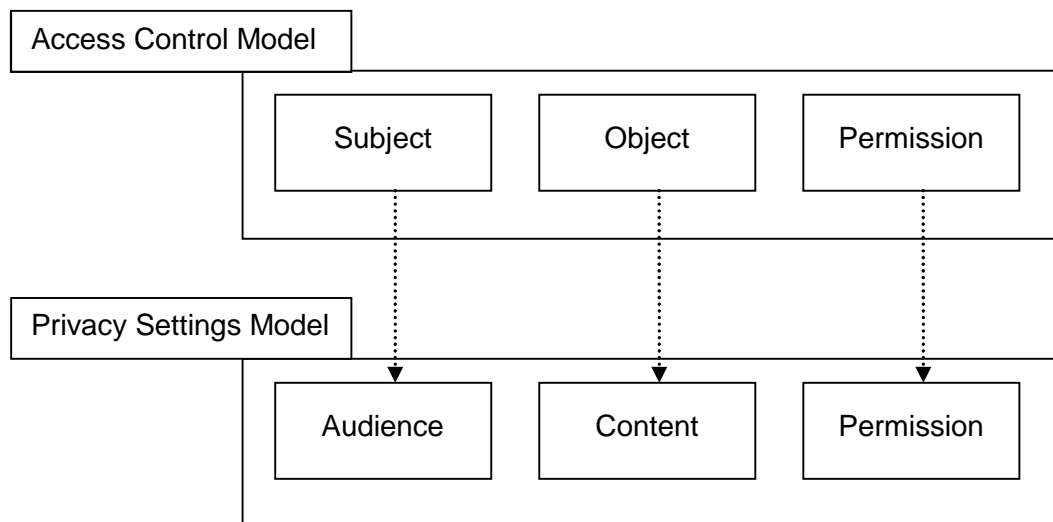 Access Control Model
Subject Object Permission
Privacy Settings Model
Audience Content Permission